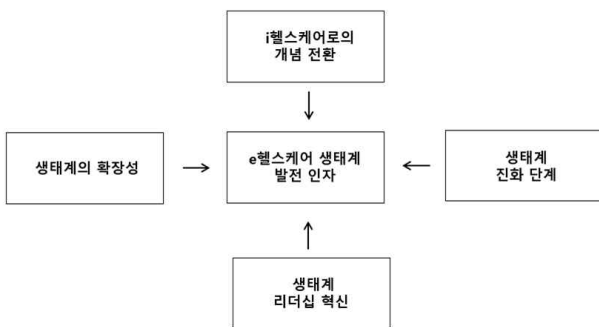 i헬스케어로의
개념 전환
생태계의 확장성
e헬스케어 생태계
발전 인자
생태계
진화 단계
생태계
리더십 혁신